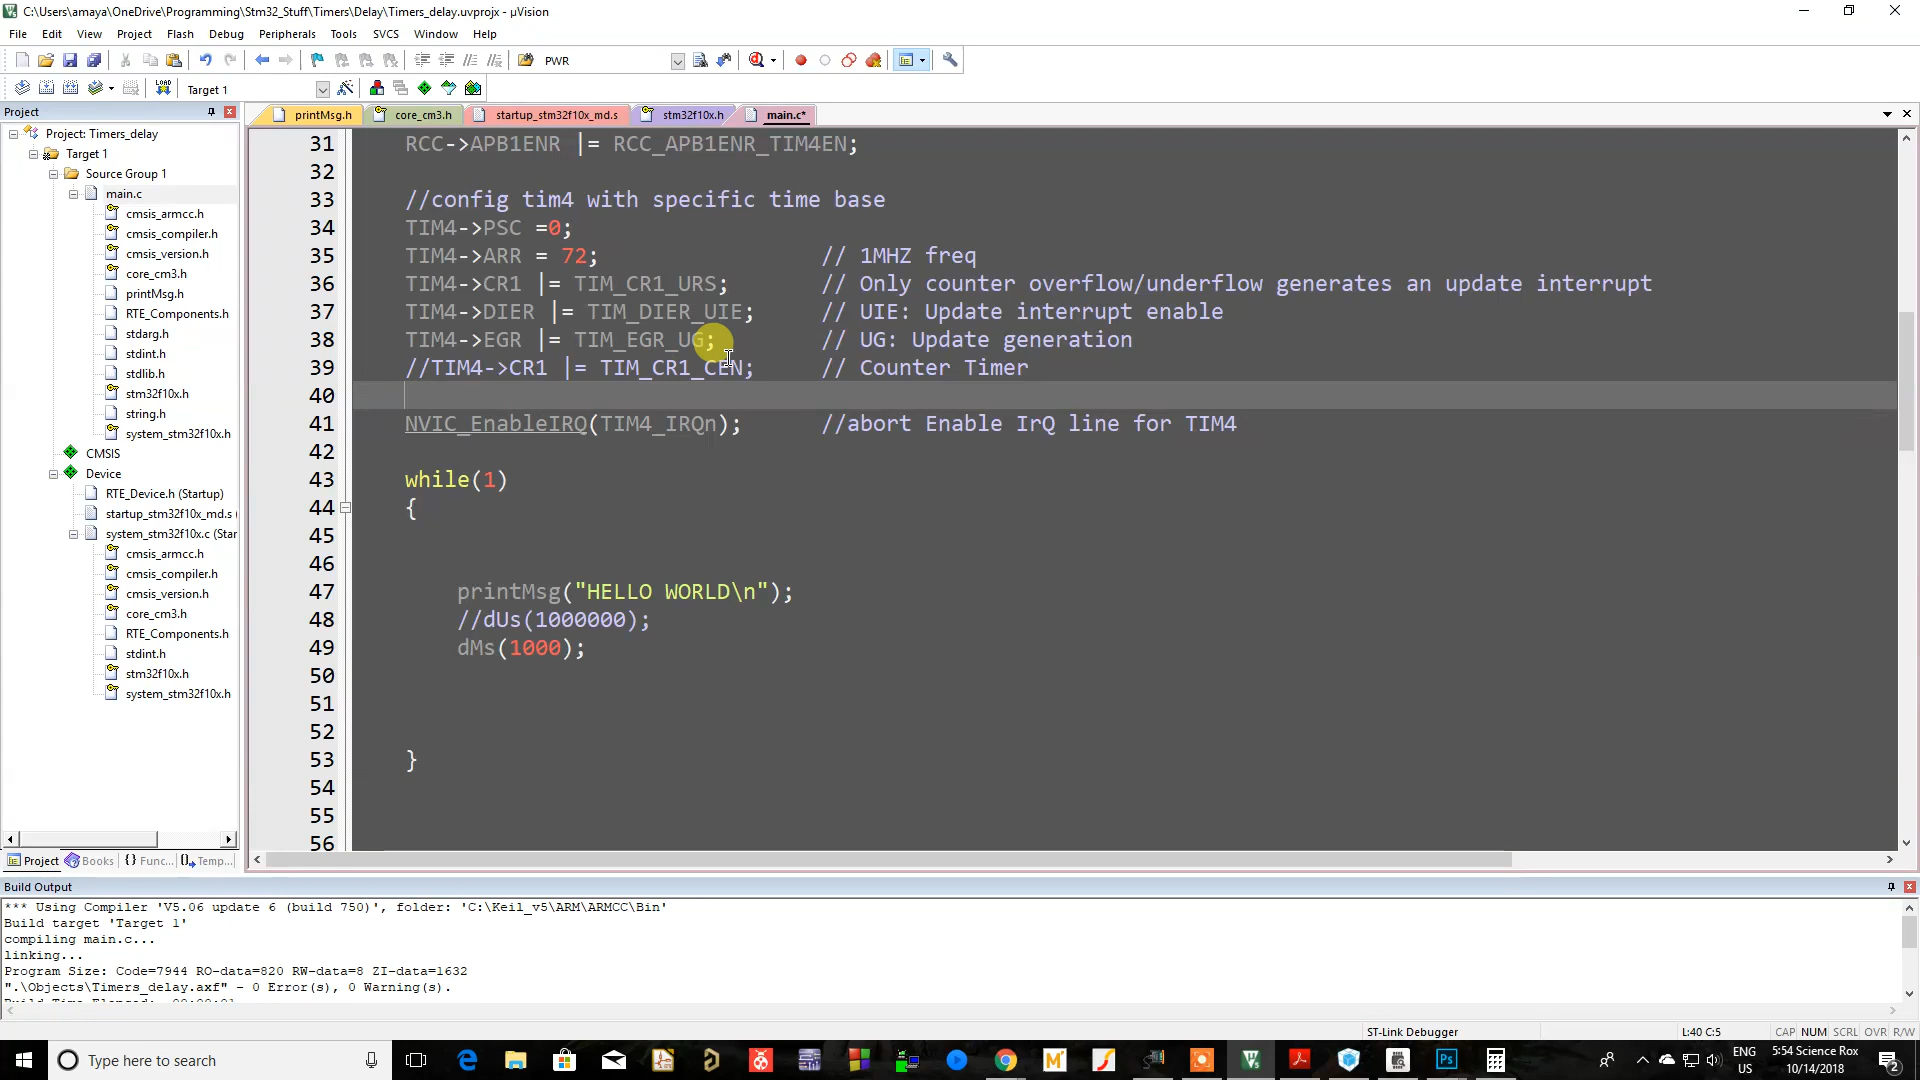 C:\Users\amaya\OneDrive\Programming\Stm32_Stuff\Timers\Delay\Timers_delay.uvprojx - µVision
File Edit View Project Flash Debug Peripherals Tools SVCS Window Help
PWR
LOAD Target 1
Project
Project: Timers_delay
Target 1
Source Group 1
main.c
cmsis_armcc.h
cmsis_compiler.h
cmsis_version.h
core_cm3.h
printMsg.h
RTE_Components.h
stdarg.h
stdint.h
stdlib.h
stm32f10x.h
string.h
system_stm32f10x.h
CMSIS
Device
RTE_Device.h (Startup)
startup_stm32f10x_md.s (
system_stm32f10x.c (Star
cmsis_armcc.h
cmsis_compiler.h
cmsis_version.h
core_cm3.h
RTE_Components.h
stdint.h
stm32f10x.h
system_stm32f10x.h
Project Books {} Func... Temp...
printMsg.h core_cm3.h startup_stm32f10x_md.s stm32f10x.h main.c*
31 RCC->APB1ENR |= RCC_APB1ENR_TIM4EN;
32
33 //config tim4 with specific time base
34 TIM4->PSC =0;
35 TIM4->ARR = 72; // 1MHZ freq
36 TIM4->CR1 |= TIM_CR1_URS; // Only counter overflow/underflow generates an update interrupt
37 TIM4->DIER |= TIM_DIER_UIE; // UIE: Update interrupt enable
38 TIM4->EGR |= TIM_EGR_UG; // UG: Update generation
39 //TIM4->CR1 |= TIM_CR1_CEN; // Counter Timer
40
41 NVIC_EnableIRQ(TIM4_IRQn); //abort Enable IrQ line for TIM4
42
43 while(1)
44 {
45
46
47 printMsg("HELLO WORLD\n");
48 //dUs(1000000);
49 dMs(1000);
50
51
52
53 }
54
55
56
Build Output
*** Using Compiler 'V5.06 update 6 (build 750)', folder: 'C:\Keil_v5\ARM\ARMCC\Bin'
Build target 'Target 1'
compiling main.c...
linking...
Program Size: Code=7944 RO-data=820 RW-data=8 ZI-data=1632
".\Objects\Timers_delay.axf" - 0 Error(s), 0 Warning(s).
ST-Link Debugger L:40 C:5 CAP NUM SCRL OVR R/W
Type here to search
ENG US
5:54 Science Rox
10/14/2018
2